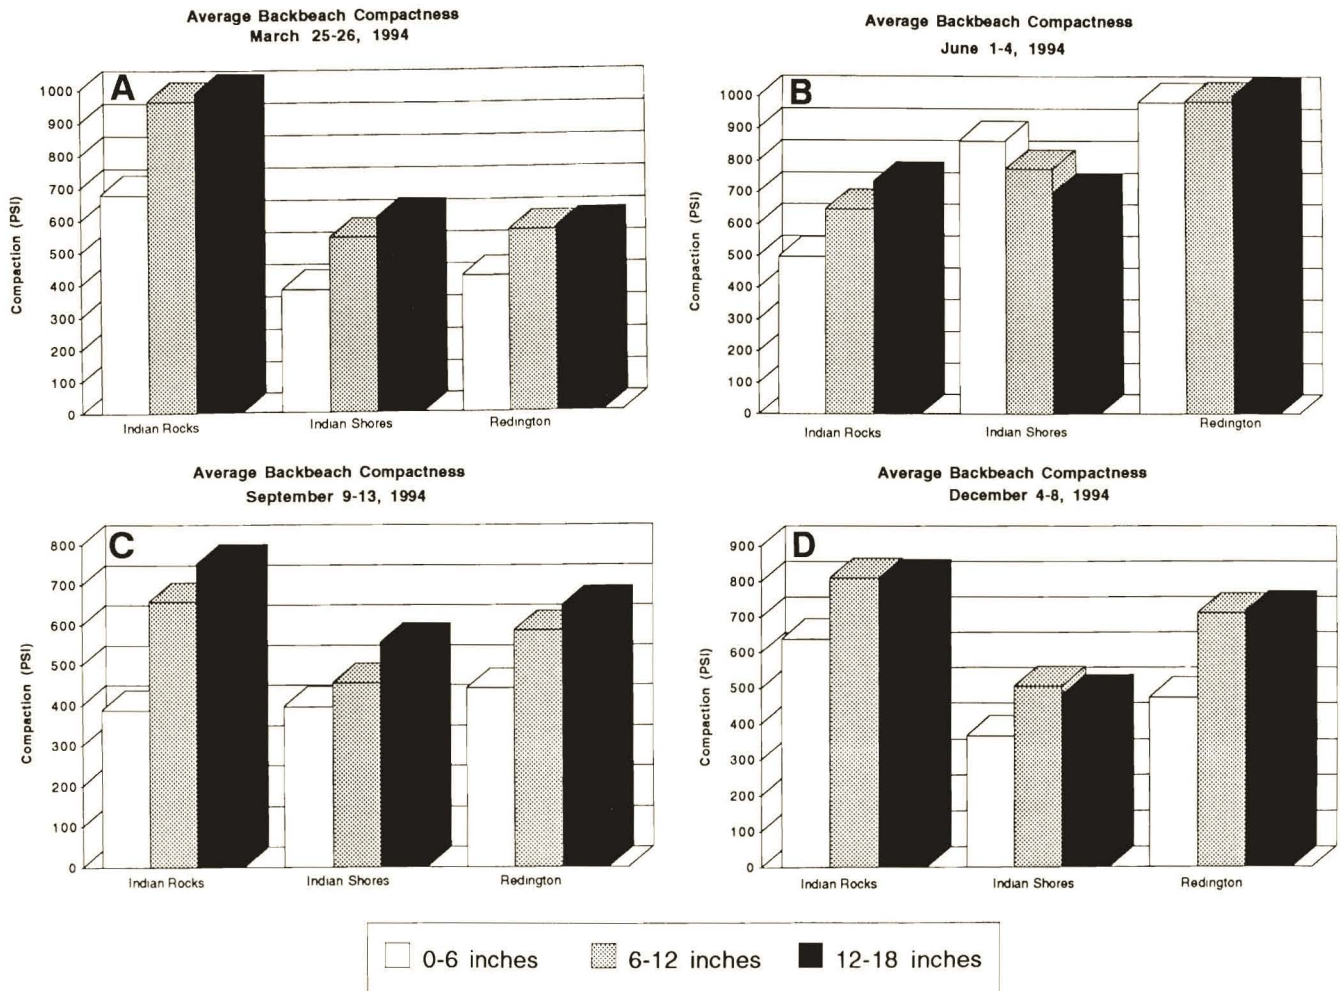 Average Backbeach Compactness
March 25-26, 1994
A
Compaction (PSI)
1000
900
800
700
600
500
400
300
200
100
0
Indian Rocks
Indian Shores
Redington
Average Backbeach Compactness
June 1-4, 1994
B
Compaction (PSI)
1000
900
800
700
600
500
400
300
200
100
0
Indian Rocks
Indian Shores
Redington
Average Backbeach Compactness
September 9-13, 1994
C
Compaction (PSI)
800
700
600
500
400
300
200
100
0
Indian Rocks
Indian Shores
Redington
Average Backbeach Compactness
December 4-8, 1994
D
Compaction (PSI)
900
800
700
600
500
400
300
200
100
0
Indian Rocks
Indian Shores
Redington
0-6 inches
6-12 inches
12-18 inches